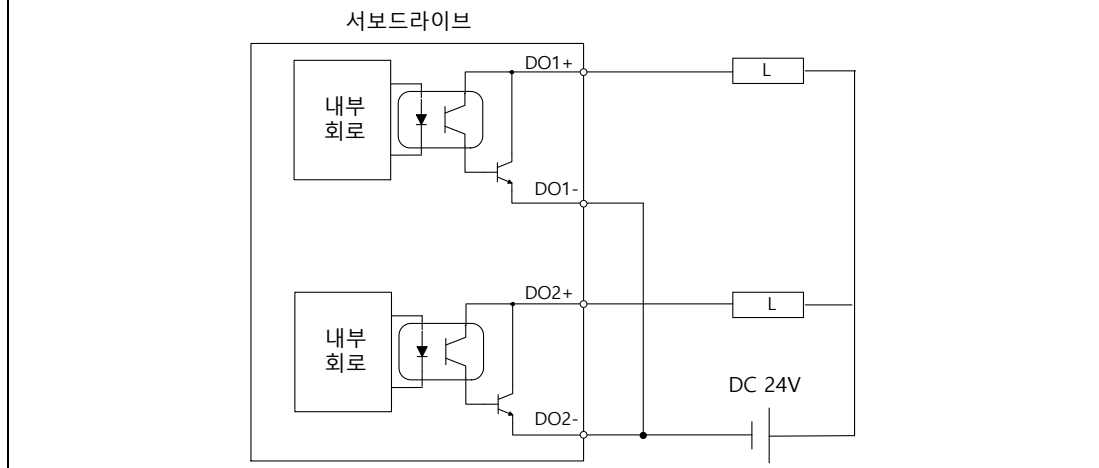 서보드라이브
DO1+
L
내부
회로
DO1-
DO2+
L
내부
회로
DC 24V
DO2-